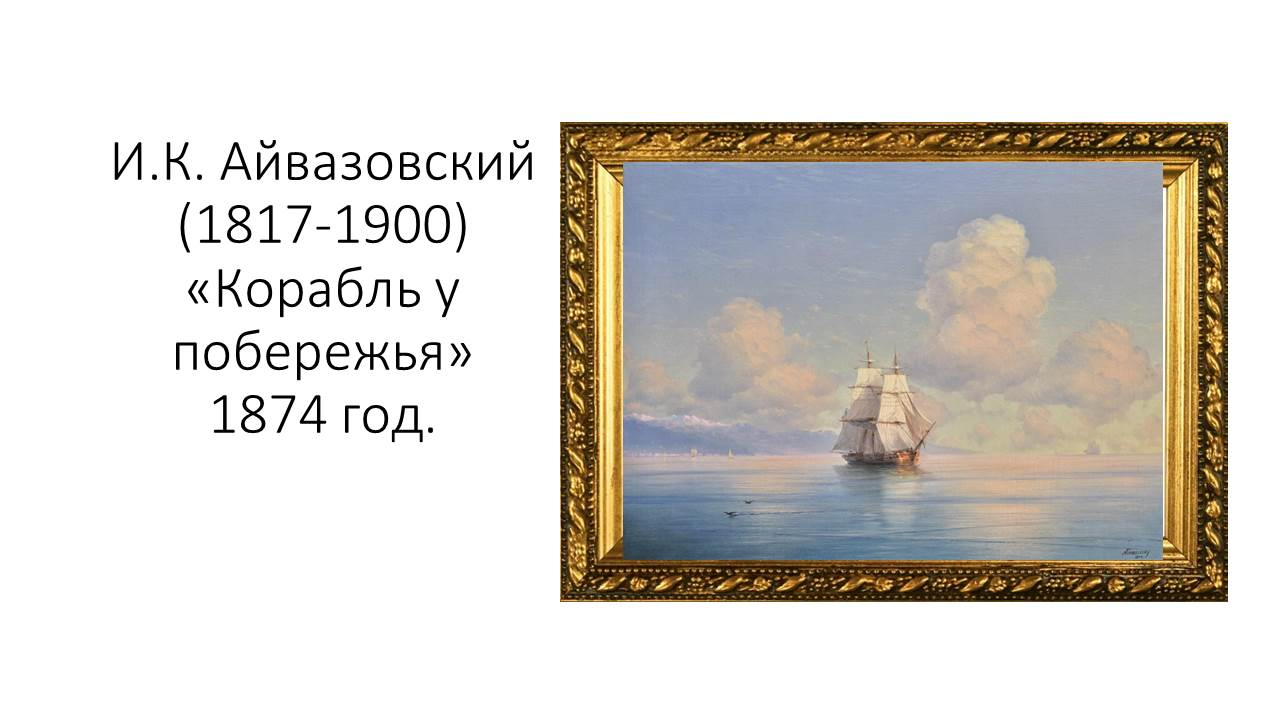 И.К. Айвазовский
(1817-1900)
«Корабль у
побережья»
1874 год.